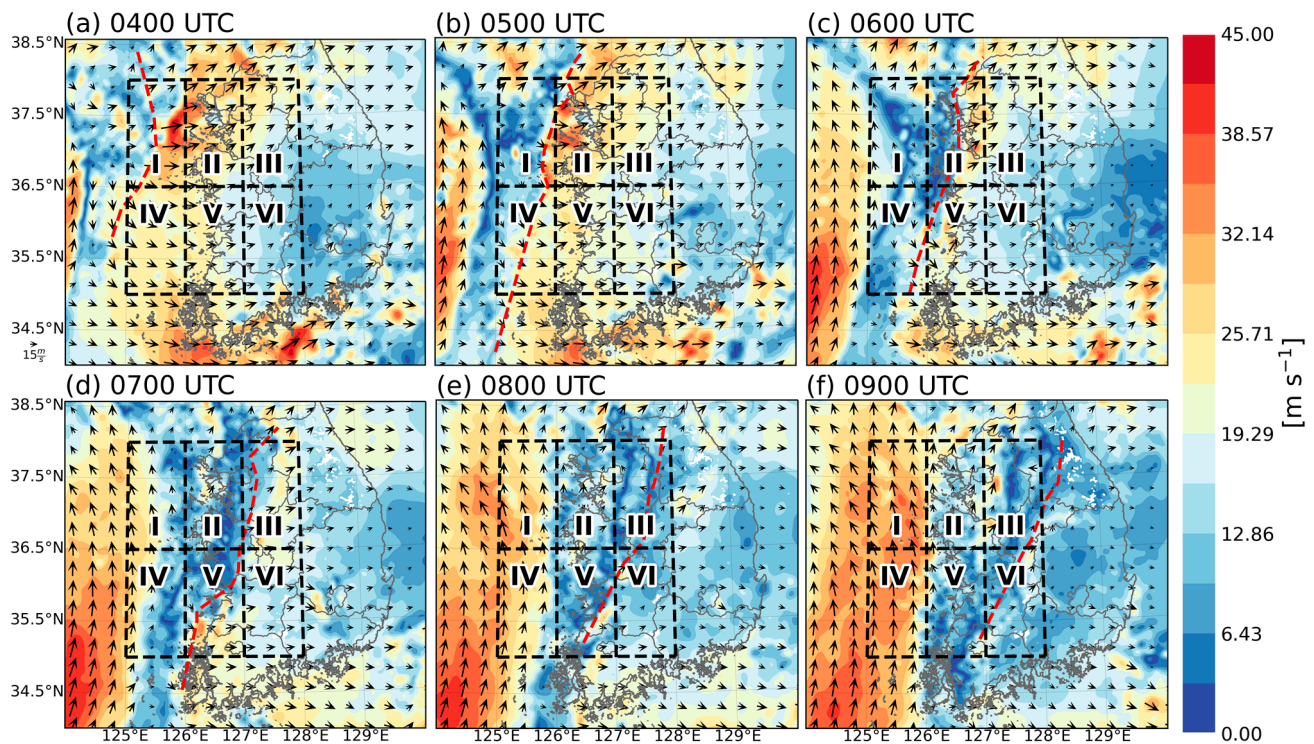 (a) 0400 UTC
(b) 0500 UTC
(c) 0600 UTC
38.5°N
37.5°N
36.5°N
35.5°N
34.5°N
15 m/s
I
II
III
IV
V
VI
I
II
III
IV
V
VI
I
II
III
IV
V
VI
(d) 0700 UTC
(e) 0800 UTC
(f) 0900 UTC
38.5°N
37.5°N
36.5°N
35.5°N
34.5°N
I
II
III
IV
V
VI
I
II
III
IV
V
VI
I
II
III
IV
V
VI
125°E 126°E 127°E 128°E 129°E
125°E 126°E 127°E 128°E 129°E
125°E 126°E 127°E 128°E 129°E
45.00
38.57
32.14
25.71
19.29
12.86
6.43
0.00
[m s⁻¹]